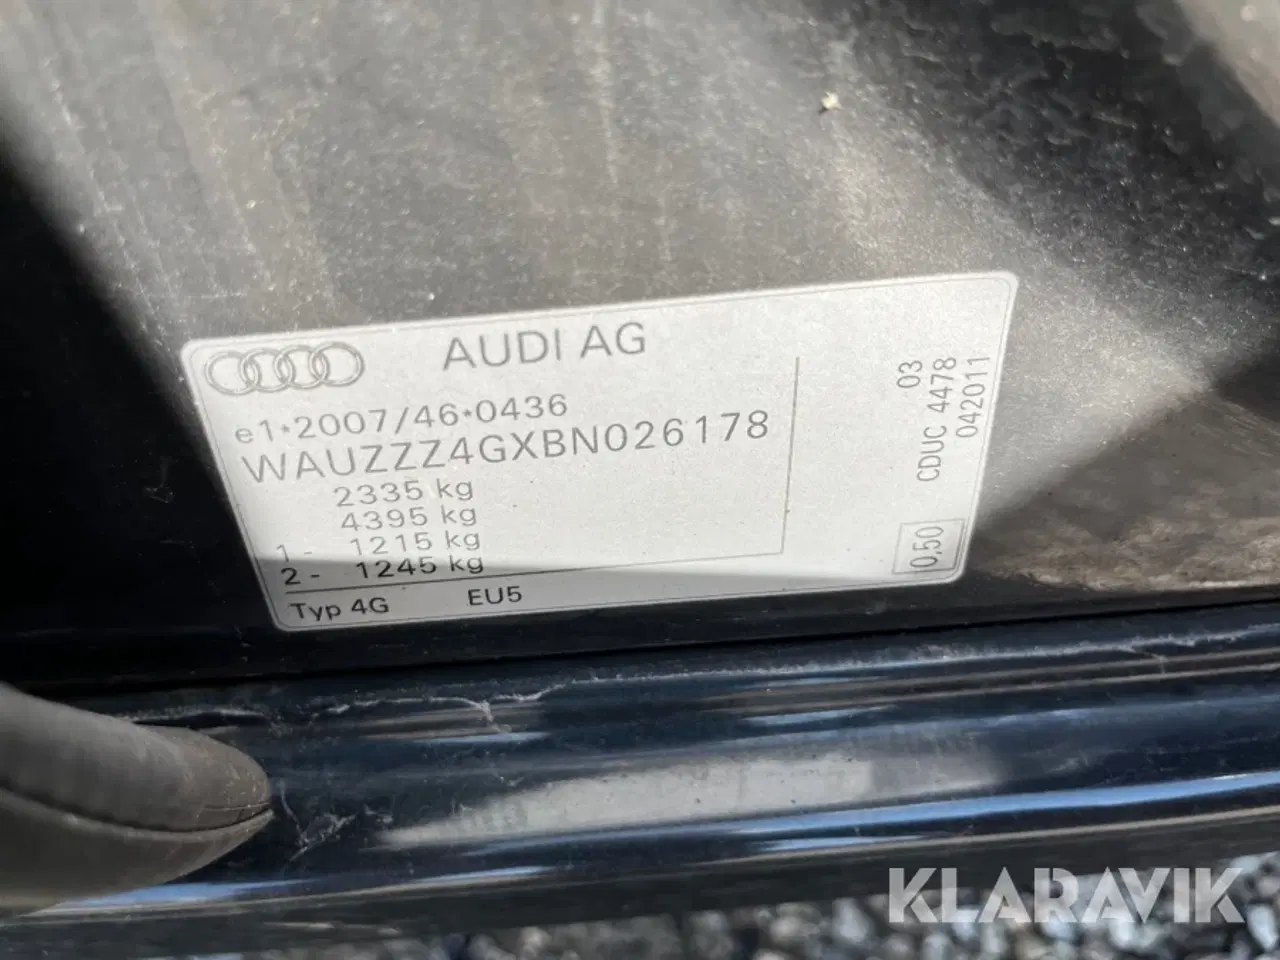 AUDI AG
e1*2007/46*0436
WAUZZZ4GXBN026178
2335 kg
4395 kg
1- 1215 kg
2- 1245 kg
Typ 4G EU5
03
CDUC 4478
042011
0,50
KLARAVIK